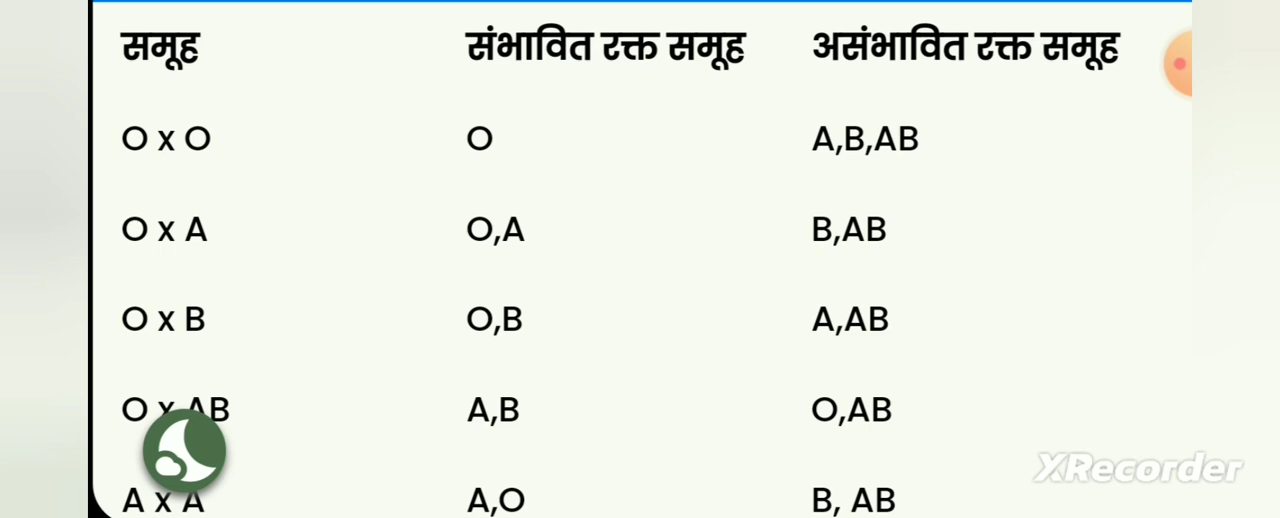 समूह संभावित रक्त समूह असंभावित रक्त समूह
O x O O A,B,AB
O x A O,A B,AB
O x B O,B A,AB
O x AB A,B O,AB
A x A A,O B, AB
XRecorder